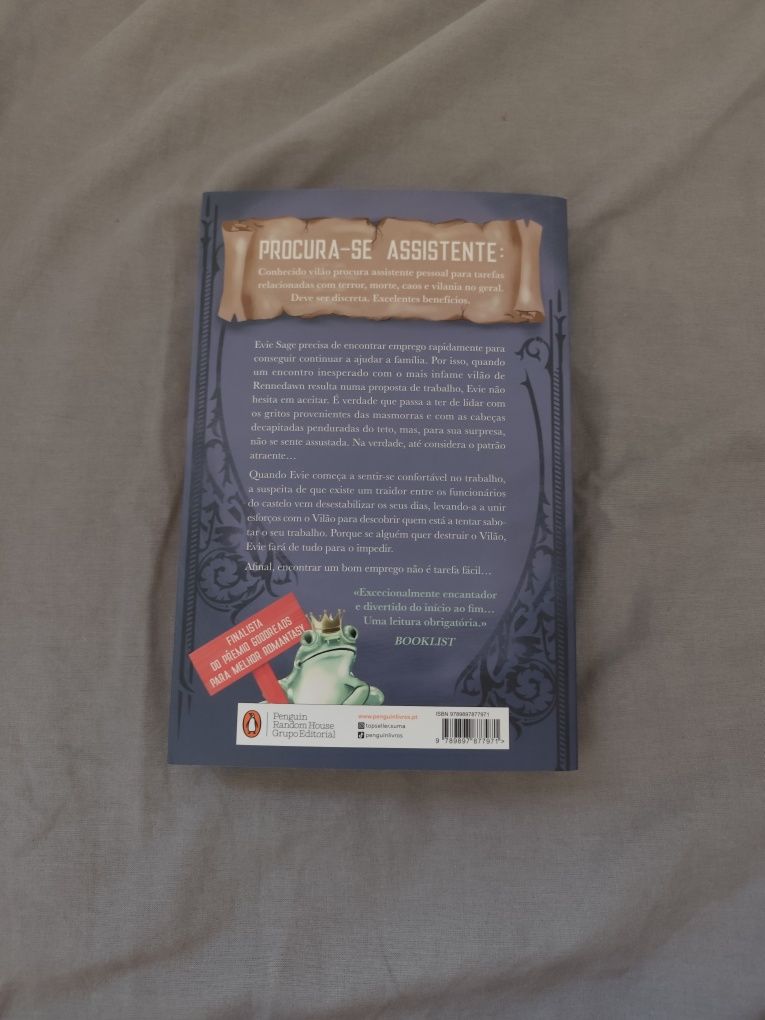 PROCURA-SE ASSISTENTE:
Conhecido vilão procura assistente pessoal para tarefas
relacionadas com terror, morte, caos e vilania no geral.
Deve ser discreta. Excelentes benefícios.
Evie Sage precisa de encontrar emprego rapidamente para
conseguir continuar a ajudar a família. Por isso, quando
um encontro inesperado com o mais infame vilão de
Rennedawn resulta numa proposta de trabalho, Evie não
hesita em aceitar. É verdade que passa a ter de lidar com
os gritos provenientes das masmorras e com as cabeças
decapitadas penduradas do teto, mas, para sua surpresa,
não se sente assustada. Na verdade, até considera o patrão
atraente…
Quando Evie começa a sentir-se confortável no trabalho,
a suspeita de que existe um traidor entre os funcionários
do castelo vem desestabilizar os seus dias, levando-a a unir
esforços com o Vilão para descobrir quem está a tentar sabo-
tar o seu trabalho. Porque se alguém quer destruir o Vilão,
Evie fará de tudo para o impedir.
Afinal, encontrar um bom emprego não é tarefa fácil…
«Excecionalmente encantador
e divertido do início ao fim…
Uma leitura obrigatória.»
BOOKLIST
FINALISTA
DO PRÉMIO GOODREADS
PARA MELHOR ROMANTASY
Penguin
Random House
Grupo Editorial
www.penguinlivros.pt
topseller.suma
penguinlivros
ISBN 9789897877971
9 789897 877971 >